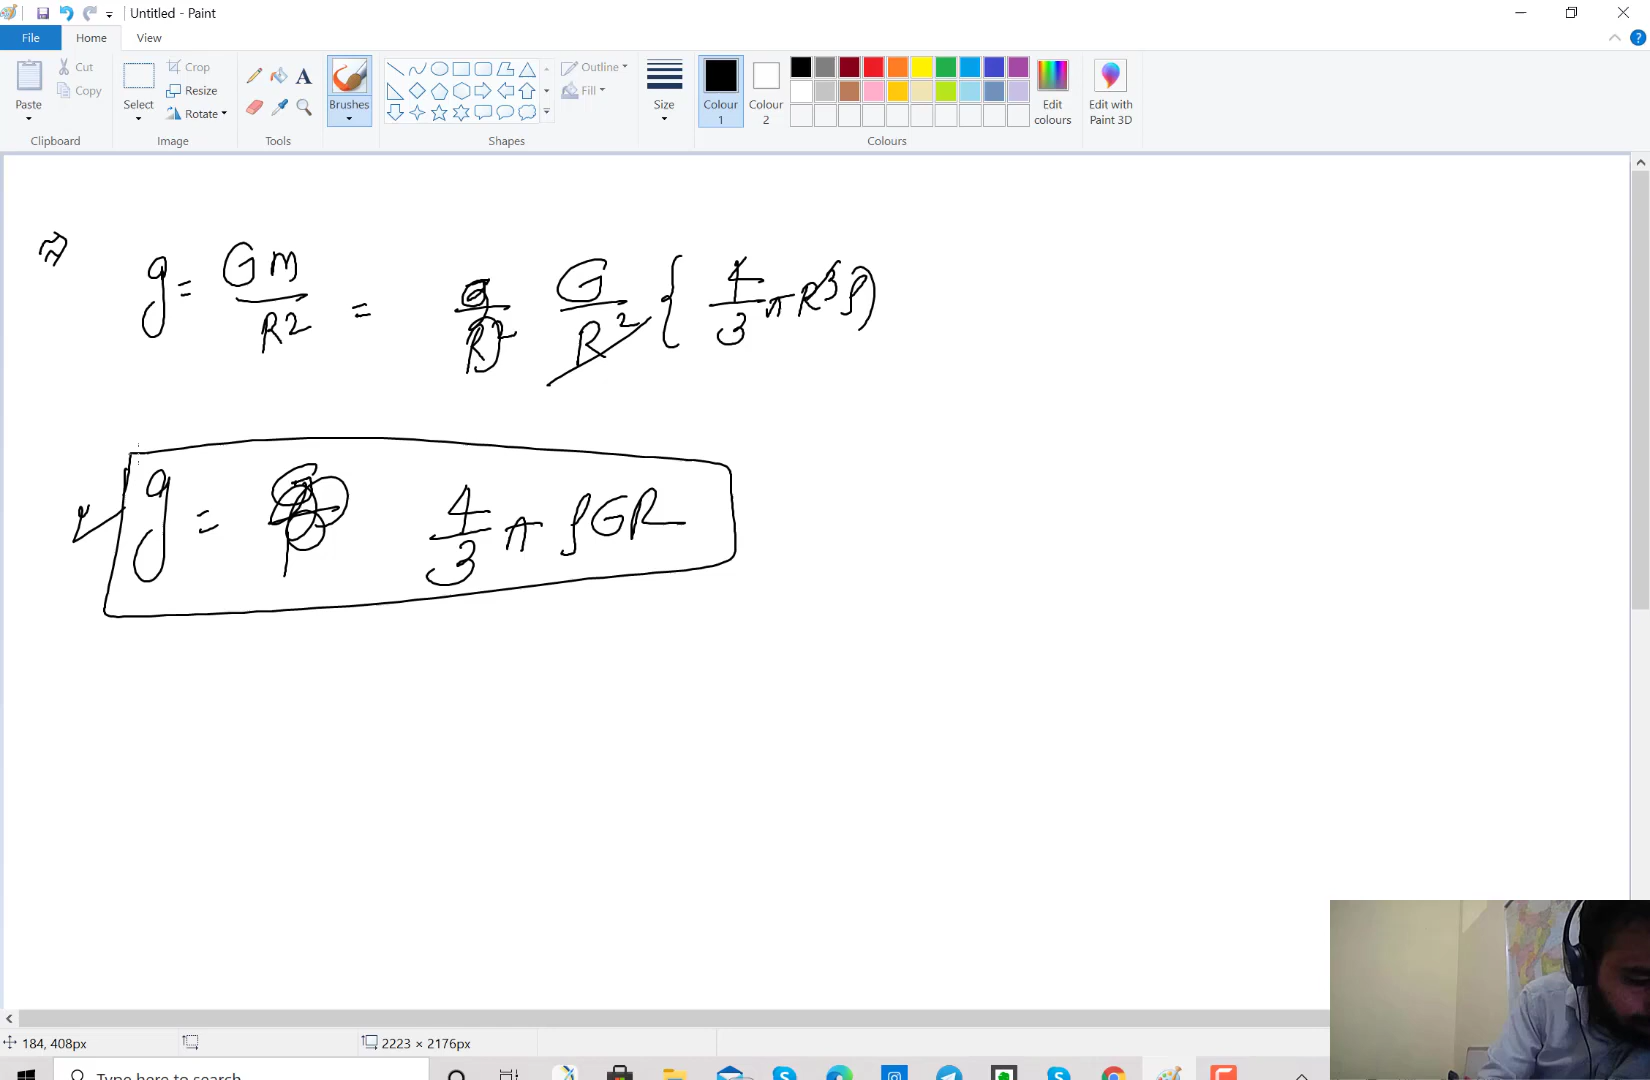 Untitled - Paint
File Home View
Paste Cut Copy Clipboard
Select Crop Resize Rotate Image
Tools
Brushes
Shapes Outline Fill
Size
Colour 1 Colour 2 Edit colours Edit with Paint 3D Colours
⇒ g = GM/R2 = G/R2 { 4/3 π R3 ρ )
g = 4/3 π ρ G R
184, 408px 2223 × 2176px
Type here to search